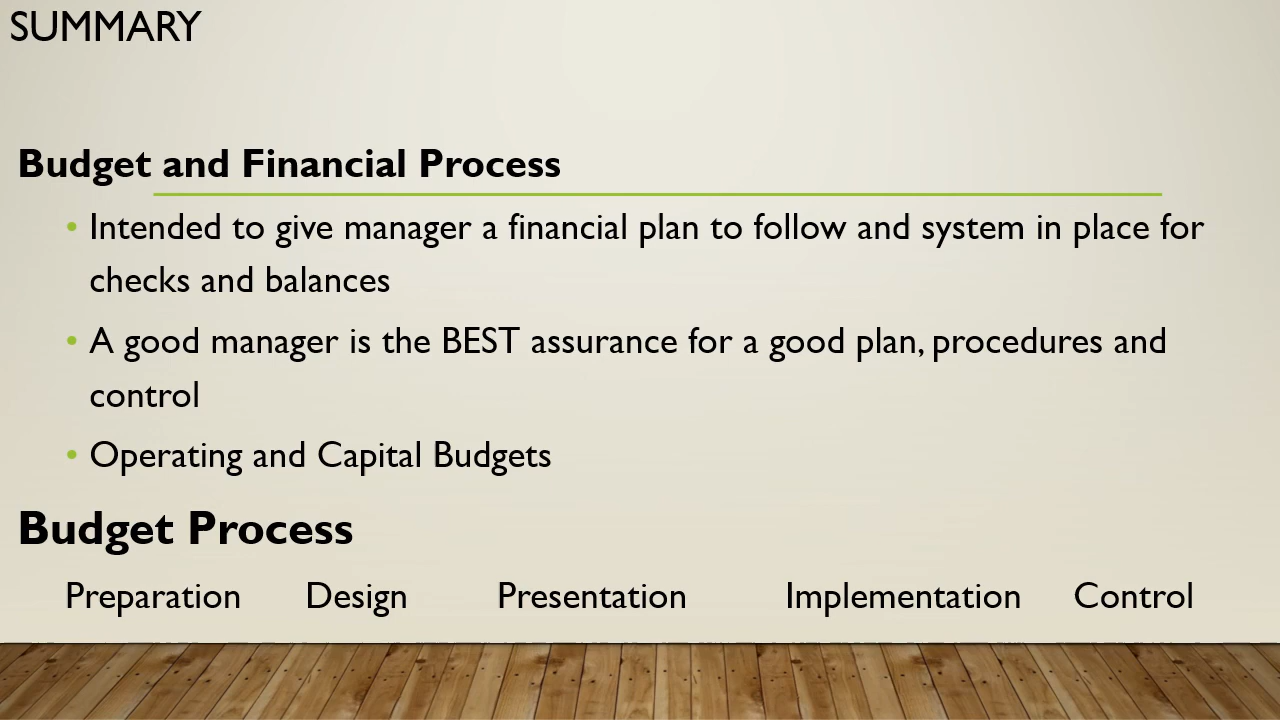 SUMMARY
Budget and Financial Process
• Intended to give manager a financial plan to follow and system in place for
checks and balances
• A good manager is the BEST assurance for a good plan, procedures and
control
• Operating and Capital Budgets
Budget Process
Preparation Design Presentation Implementation Control